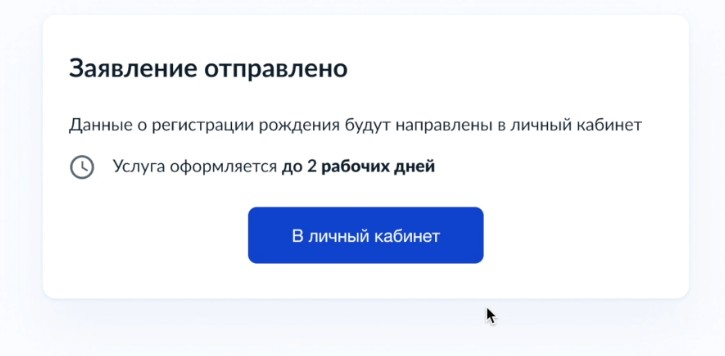 Заявление отправлено
Данные о регистрации рождения будут направлены в личный кабинет
Услуга оформляется до 2 рабочих дней
В личный кабинет